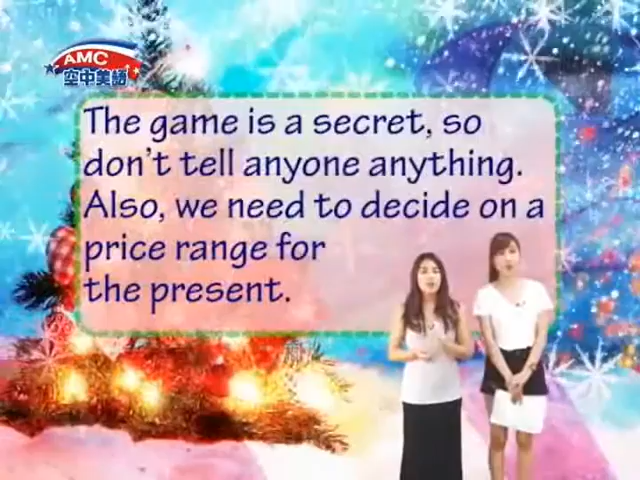 AMC
空中美語
The game is a secret, so
don't tell anyone anything.
Also, we need to decide on a
price range for
the present.